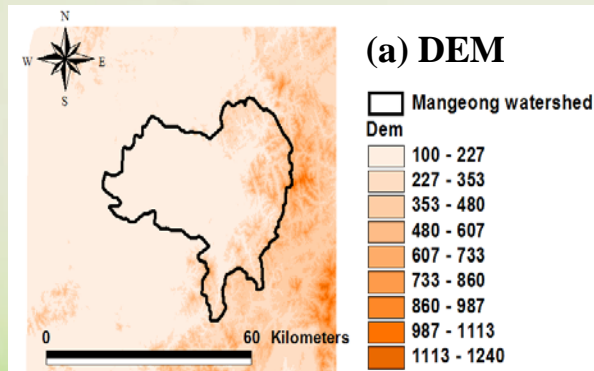 N
W E
S
(a) DEM
Mangeong watershed
Dem
100 - 227
227 - 353
353 - 480
480 - 607
607 - 733
733 - 860
860 - 987
987 - 1113
1113 - 1240
0 60 Kilometers